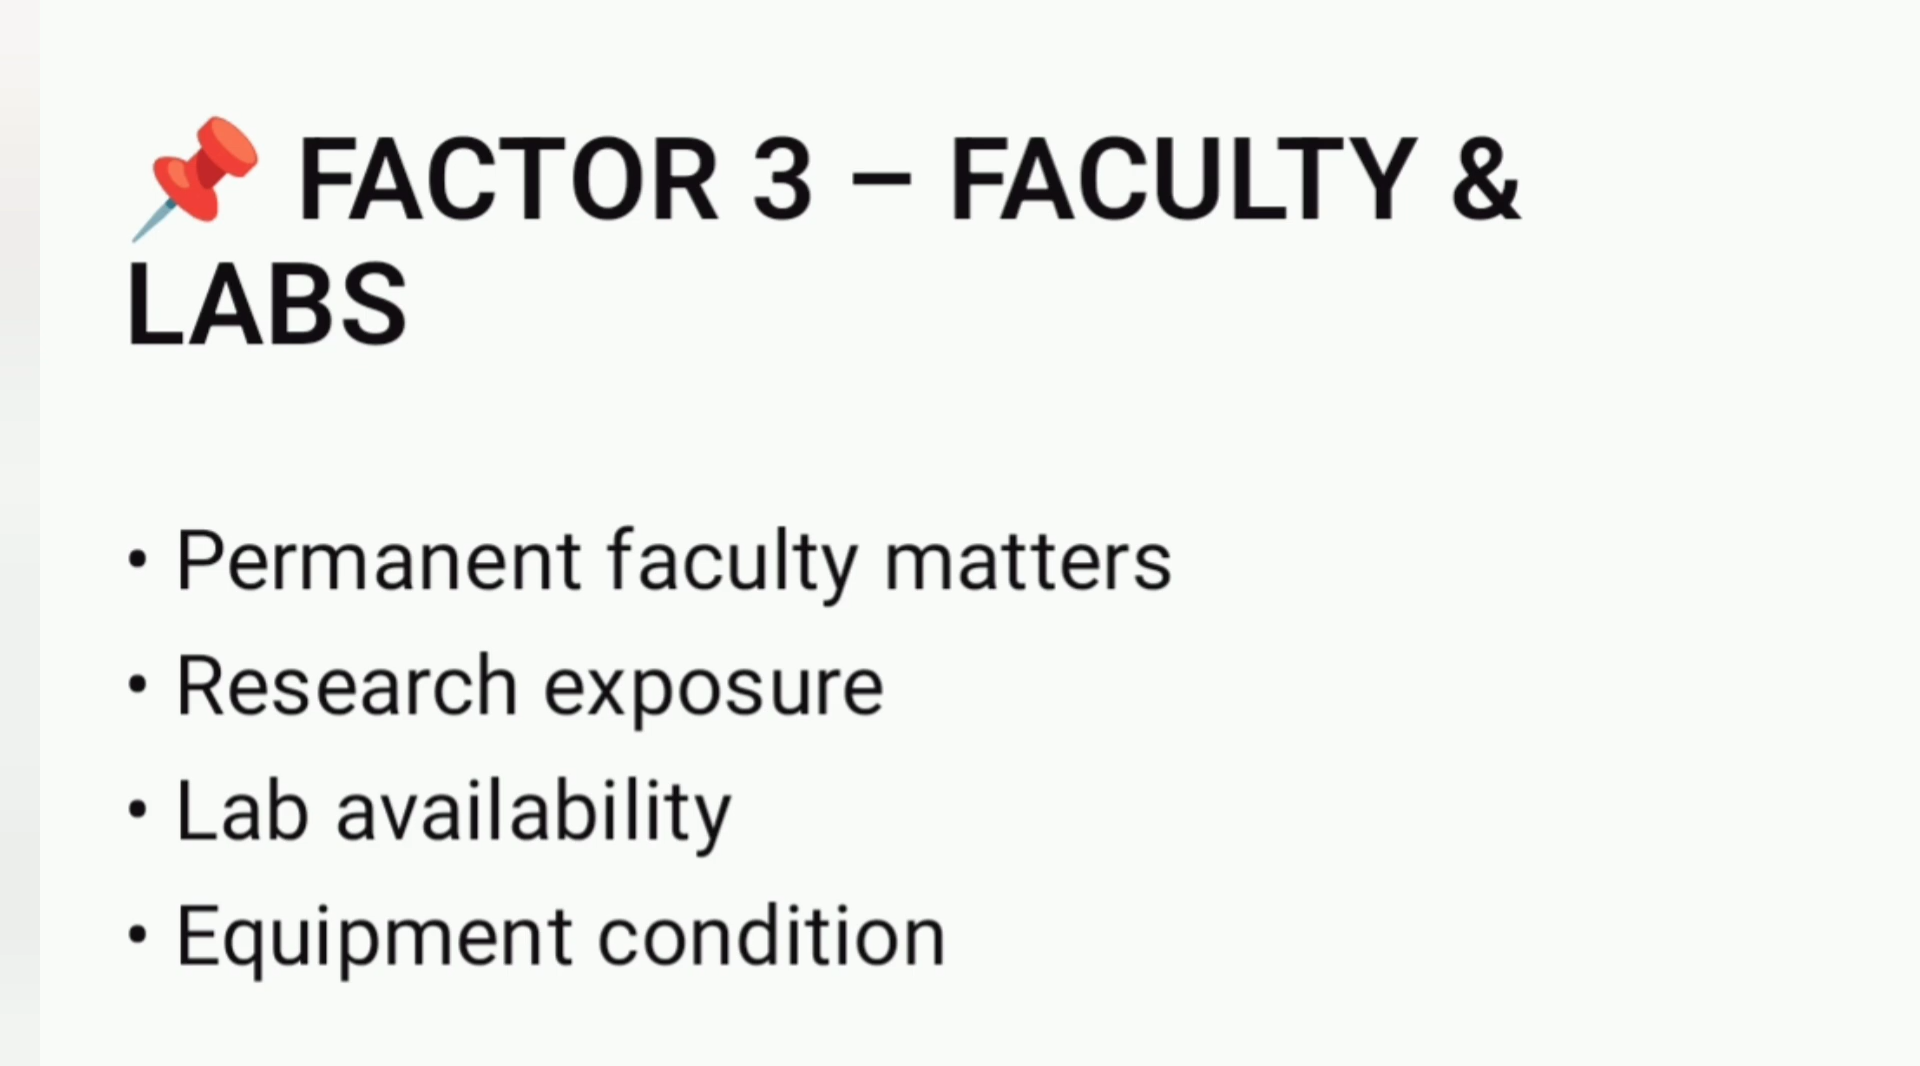 📌 FACTOR 3 – FACULTY &
LABS
• Permanent faculty matters
• Research exposure
• Lab availability
• Equipment condition